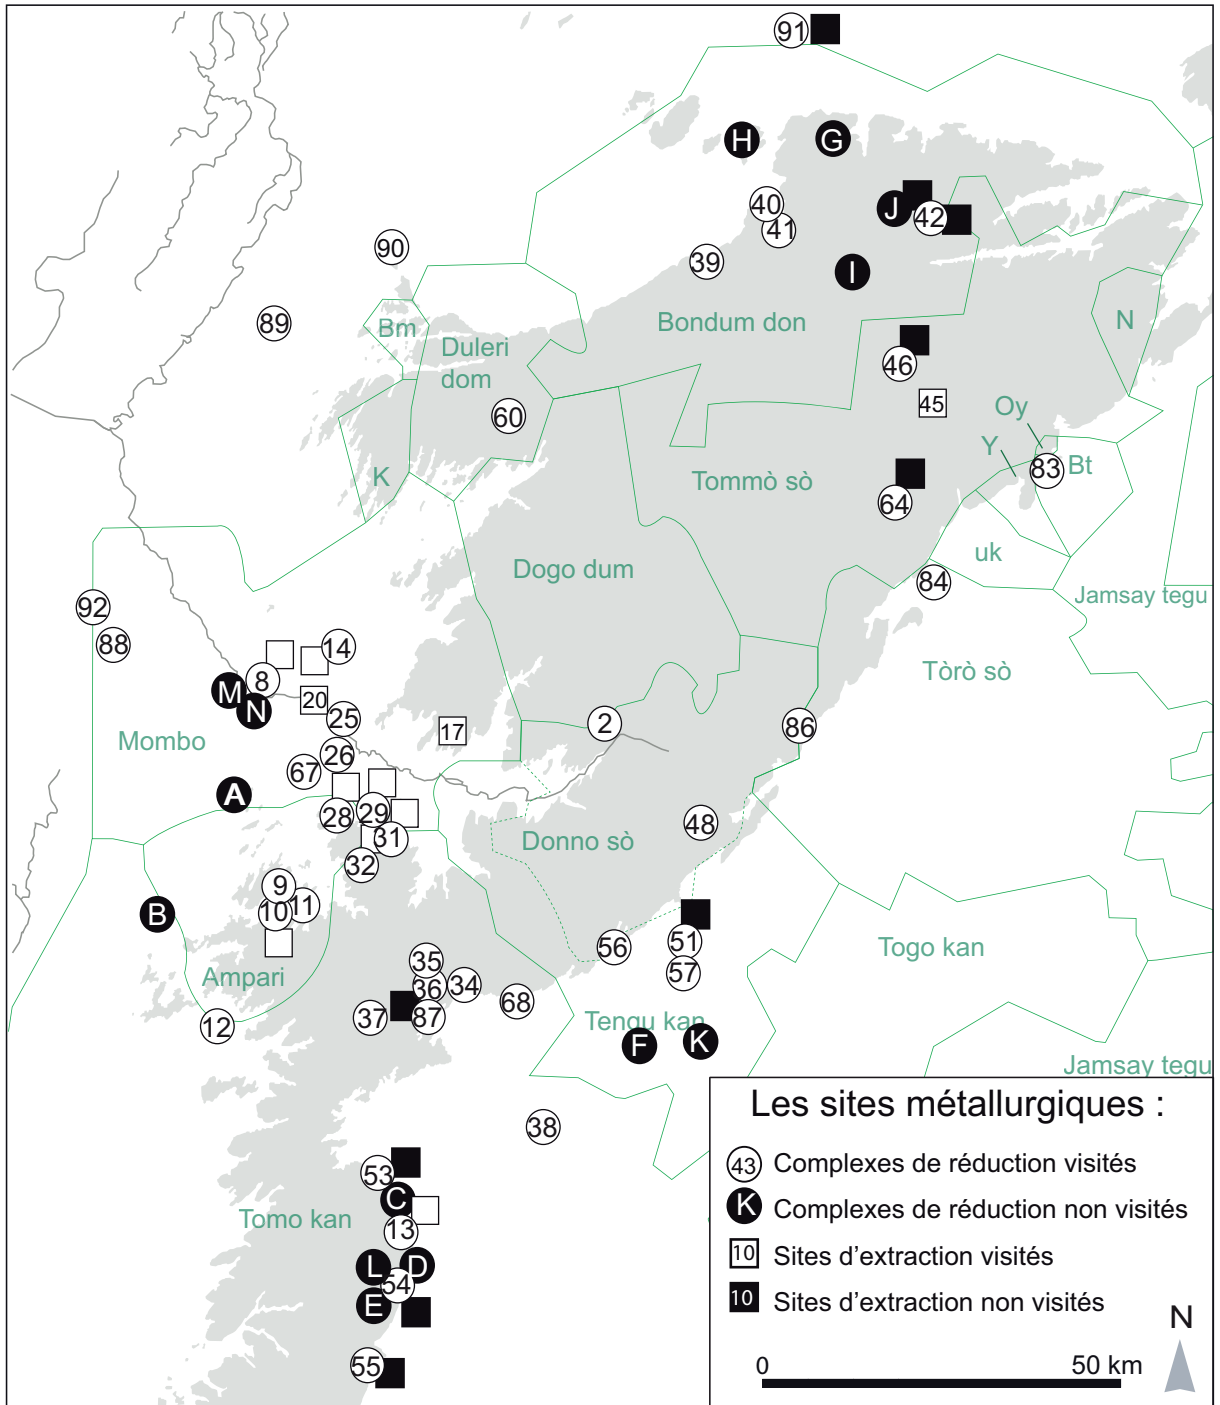 91
H
G
40
J
42
41
90
39
I
89
Bm
Bondum don
N
Duleri
dom
46
60
45
Oy
Y
Bt
83
K
Tommò sò
64
uk
Dogo dum
84
Jamsay tegu
92
88
14
8
Tòrò sò
M
20
N
25
2
86
17
Mombo
26
67
A
28
29
48
31
Donno sò
32
9
11
10
B
51
56
Togo kan
35
57
Ampari
36
34
68
37
87
12
Tengu kan
F
K
Jamsay tegu
38
53
C
Tomo kan
13
L
D
54
E
55
Les sites métallurgiques :
43 Complexes de réduction visités
K Complexes de réduction non visités
10 Sites d'extraction visités
10 Sites d'extraction non visités
N
0 50 km